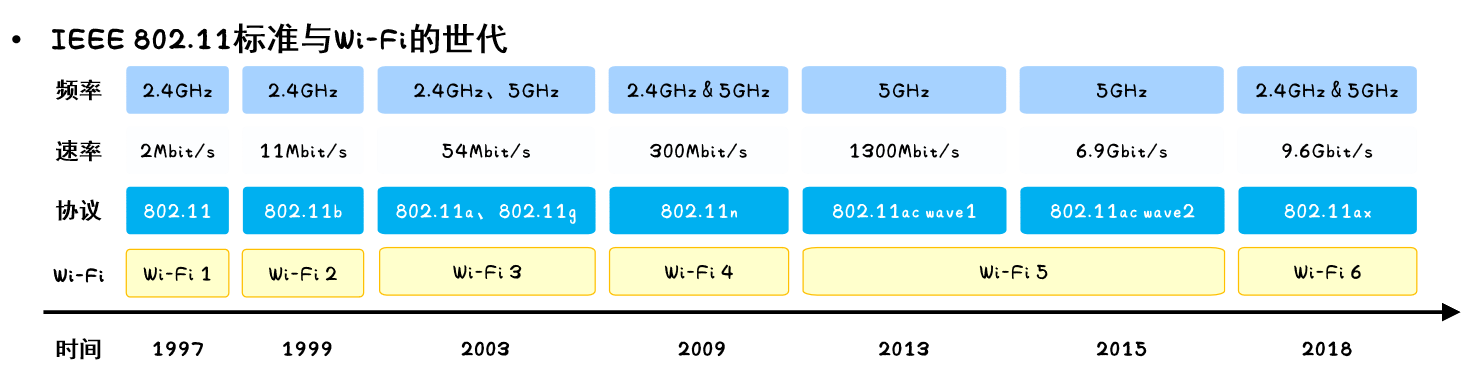 • IEEE 802.11标准与Wi-Fi的世代
频率 2.4GHz 2.4GHz 2.4GHz、5GHz 2.4GHz & 5GHz 5GHz 5GHz 2.4GHz & 5GHz
速率 2Mbit/s 11Mbit/s 54Mbit/s 300Mbit/s 1300Mbit/s 6.9Gbit/s 9.6Gbit/s
协议 802.11 802.11b 802.11a、802.11g 802.11n 802.11ac wave1 802.11ac wave2 802.11ax
Wi-Fi Wi-Fi 1 Wi-Fi 2 Wi-Fi 3 Wi-Fi 4 Wi-Fi 5 Wi-Fi 6
时间 1997 1999 2003 2009 2013 2015 2018